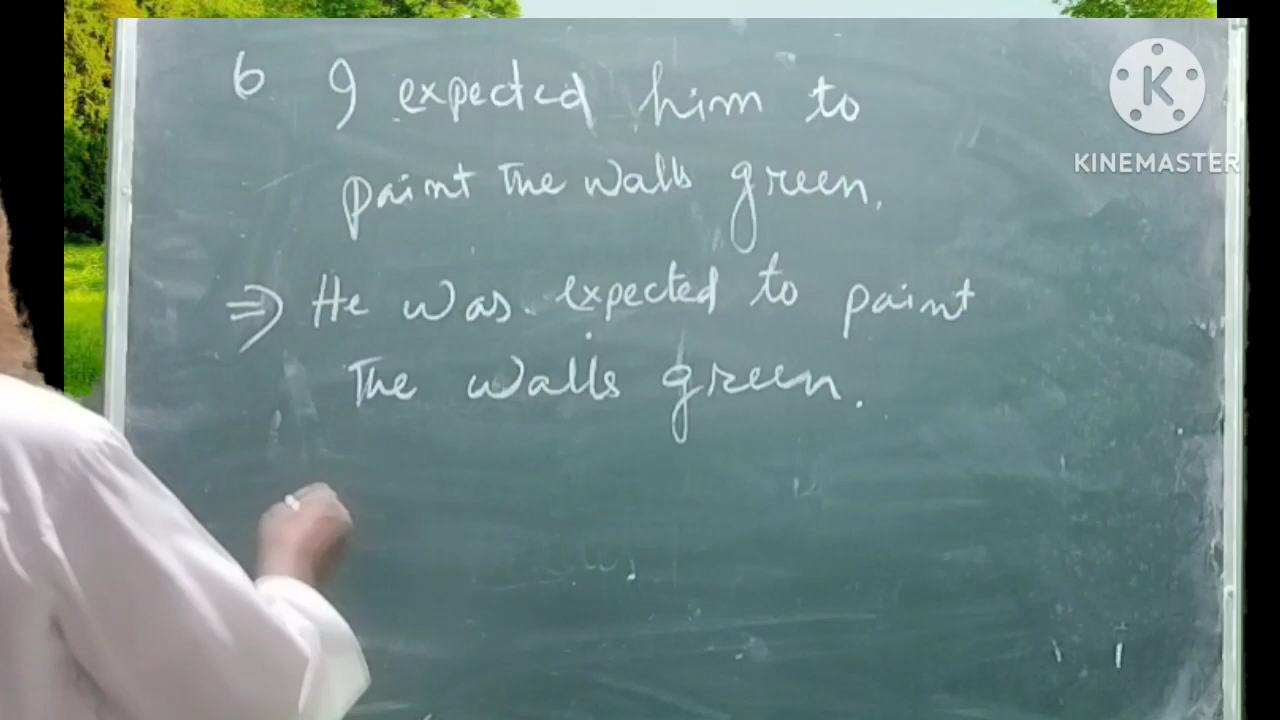 6 I expected him to
paint the walls green.
⇒ He was expected to paint
The walls green.
K
KINEMASTER